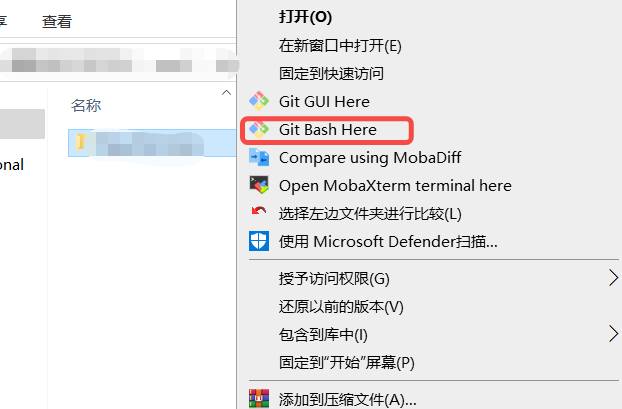 享 查看
打开(O)
在新窗口中打开(E)
固定到快速访问
名称
Git GUI Here
Git Bash Here
Compare using MobaDiff
onal
Open MobaXterm terminal here
选择左边文件夹进行比较(L)
使用 Microsoft Defender扫描...
授予访问权限(G)
还原以前的版本(V)
包含到库中(I)
固定到“开始”屏幕(P)
添加到压缩文件(A)...